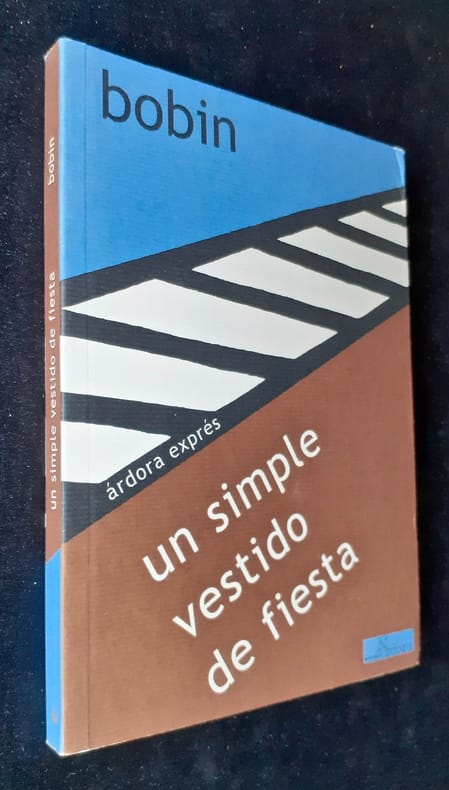 bobin
árdora exprés
un simple
vestido
de fiesta
bobin
un simple vestido de fiesta